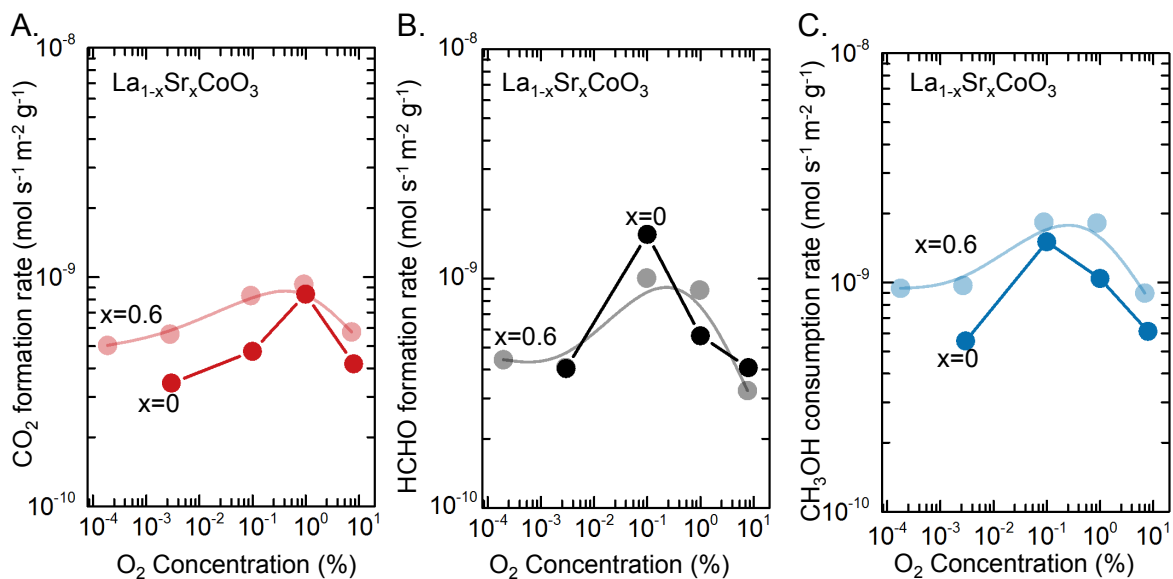 A.
CO₂ formation rate (mol s⁻¹ m⁻² g⁻¹)
10⁻⁸
10⁻⁹
10⁻¹⁰
La₁₋ₓSrₓCoO₃
x=0.6
x=0
10⁻⁴ 10⁻³ 10⁻² 10⁻¹ 10⁰ 10¹
O₂ Concentration (%)
B.
HCHO formation rate (mol s⁻¹ m⁻² g⁻¹)
10⁻⁸
10⁻⁹
10⁻¹⁰
La₁₋ₓSrₓCoO₃
x=0
x=0.6
10⁻⁴ 10⁻³ 10⁻² 10⁻¹ 10⁰ 10¹
O₂ Concentration (%)
C.
CH₃OH consumption rate (mol s⁻¹ m⁻² g⁻¹)
10⁻⁸
10⁻⁹
10⁻¹⁰
La₁₋ₓSrₓCoO₃
x=0.6
x=0
10⁻⁴ 10⁻³ 10⁻² 10⁻¹ 10⁰ 10¹
O₂ Concentration (%)